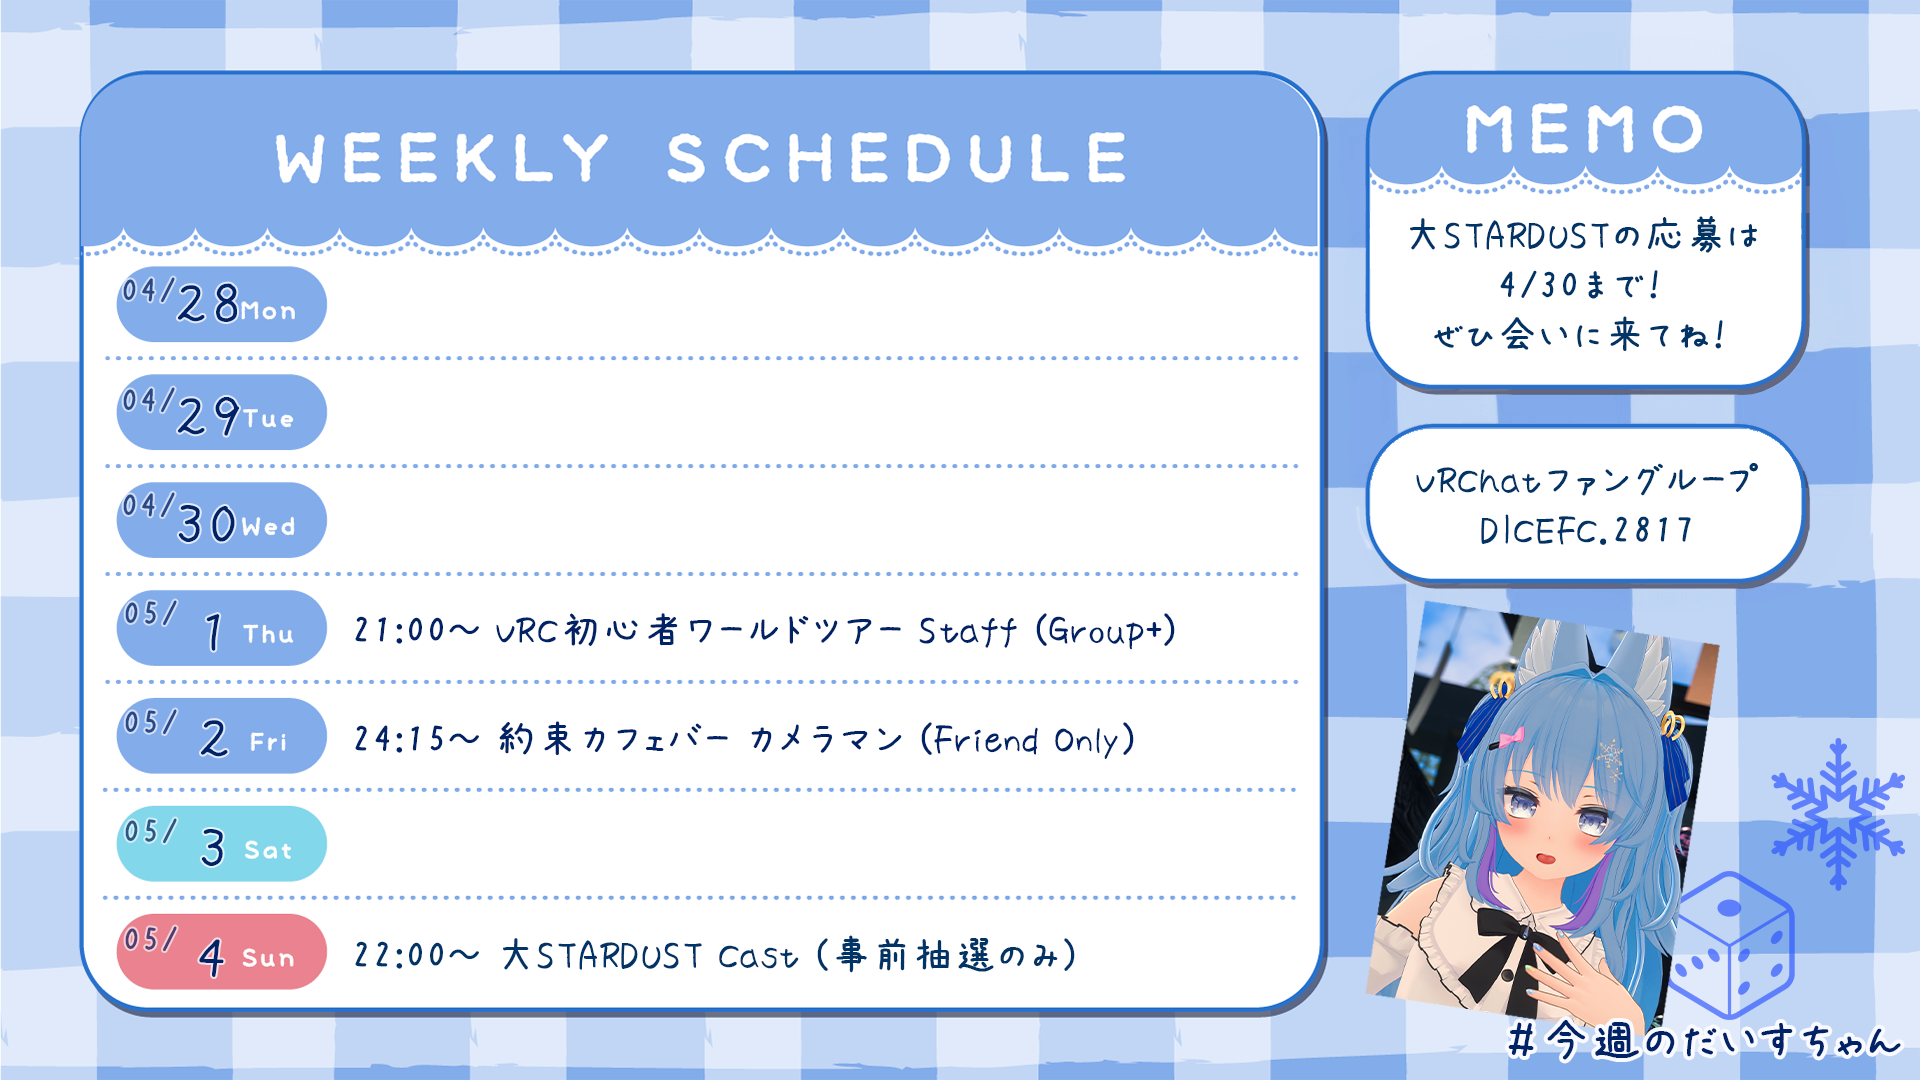 WEEKLY SCHEDULE
04/28 Mon
04/29 Tue
04/30 Wed
05/1 Thu 21:00～ VRC初心者ワールドツアー Staff (Group+)
05/2 Fri 24:15～ 約束カフェバー カメラマン (Friend Only)
05/3 Sat
05/4 Sun 22:00～ 大STARDUST Cast (事前抽選のみ)
MEMO
大STARDUSTの応募は
4/30まで!
ぜひ会いに来てね!
VRChatファングループ
DICEFC.2817
#今週のだいすちゃん